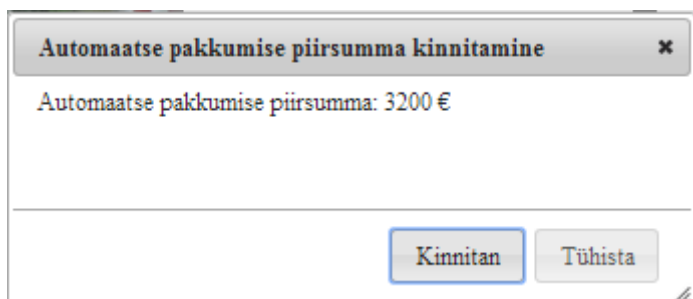 Automaatse pakkumise piirsumma kinnitamine
Automaatse pakkumise piirsumma: 3200 €
Kinnitan Tühista